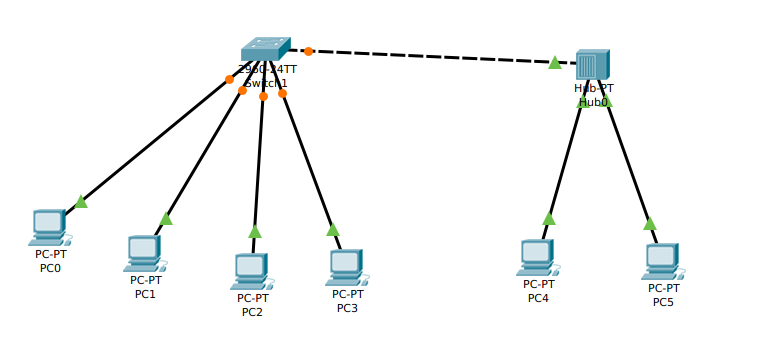 2950-24TT
Switch1
Hub-PT
Hub0
PC-PT
PC0
PC-PT
PC1
PC-PT
PC2
PC-PT
PC3
PC-PT
PC4
PC-PT
PC5